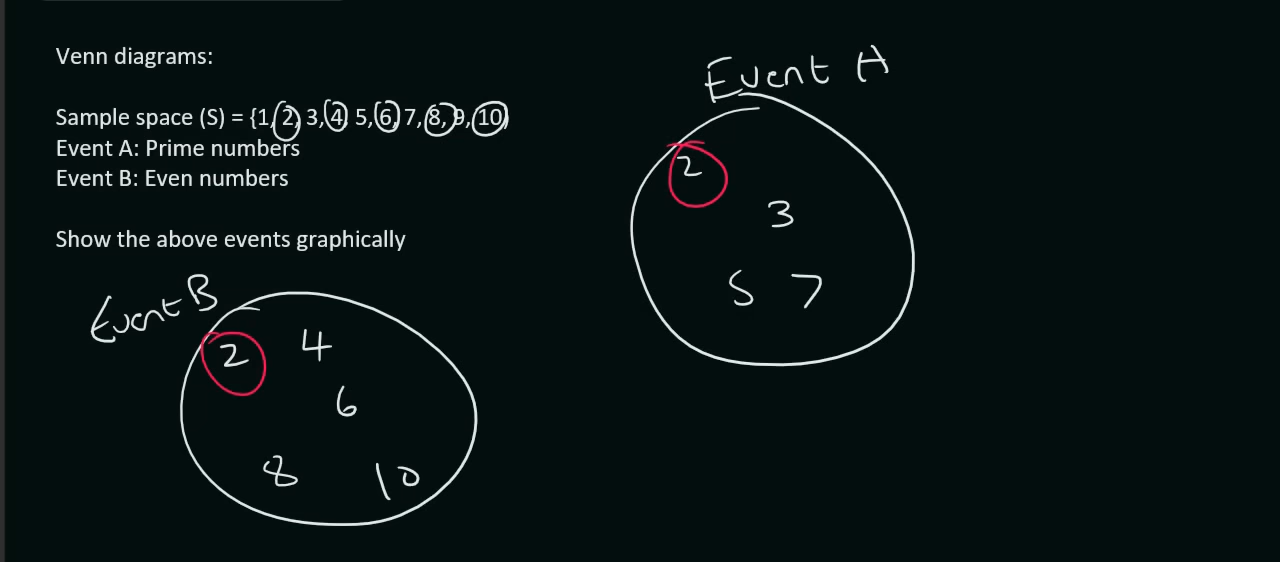 Venn diagrams:
Sample space (S) = {1, 2, 3, 4, 5, 6, 7, 8, 9, 10}
Event A: Prime numbers
Event B: Even numbers
Show the above events graphically
Event A
2
3
5 7
Event B
2 4
6
8 10